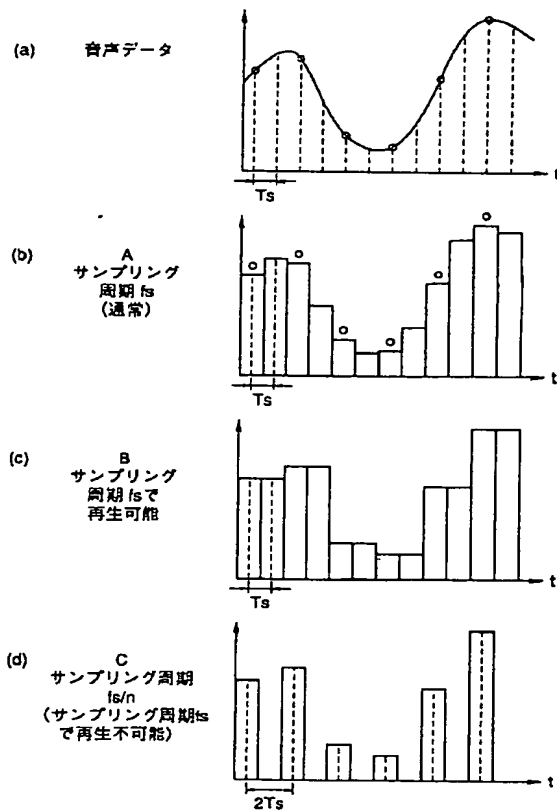 (a) 音声データ
t
Ts
(b) A
サンプリング
周期 fs
(通常)
t
Ts
(c) B
サンプリング
周期 fsで
再生可能
t
Ts
(d) C
サンプリング周期
fs/n
(サンプリング周期fs
で再生不可能)
t
2Ts